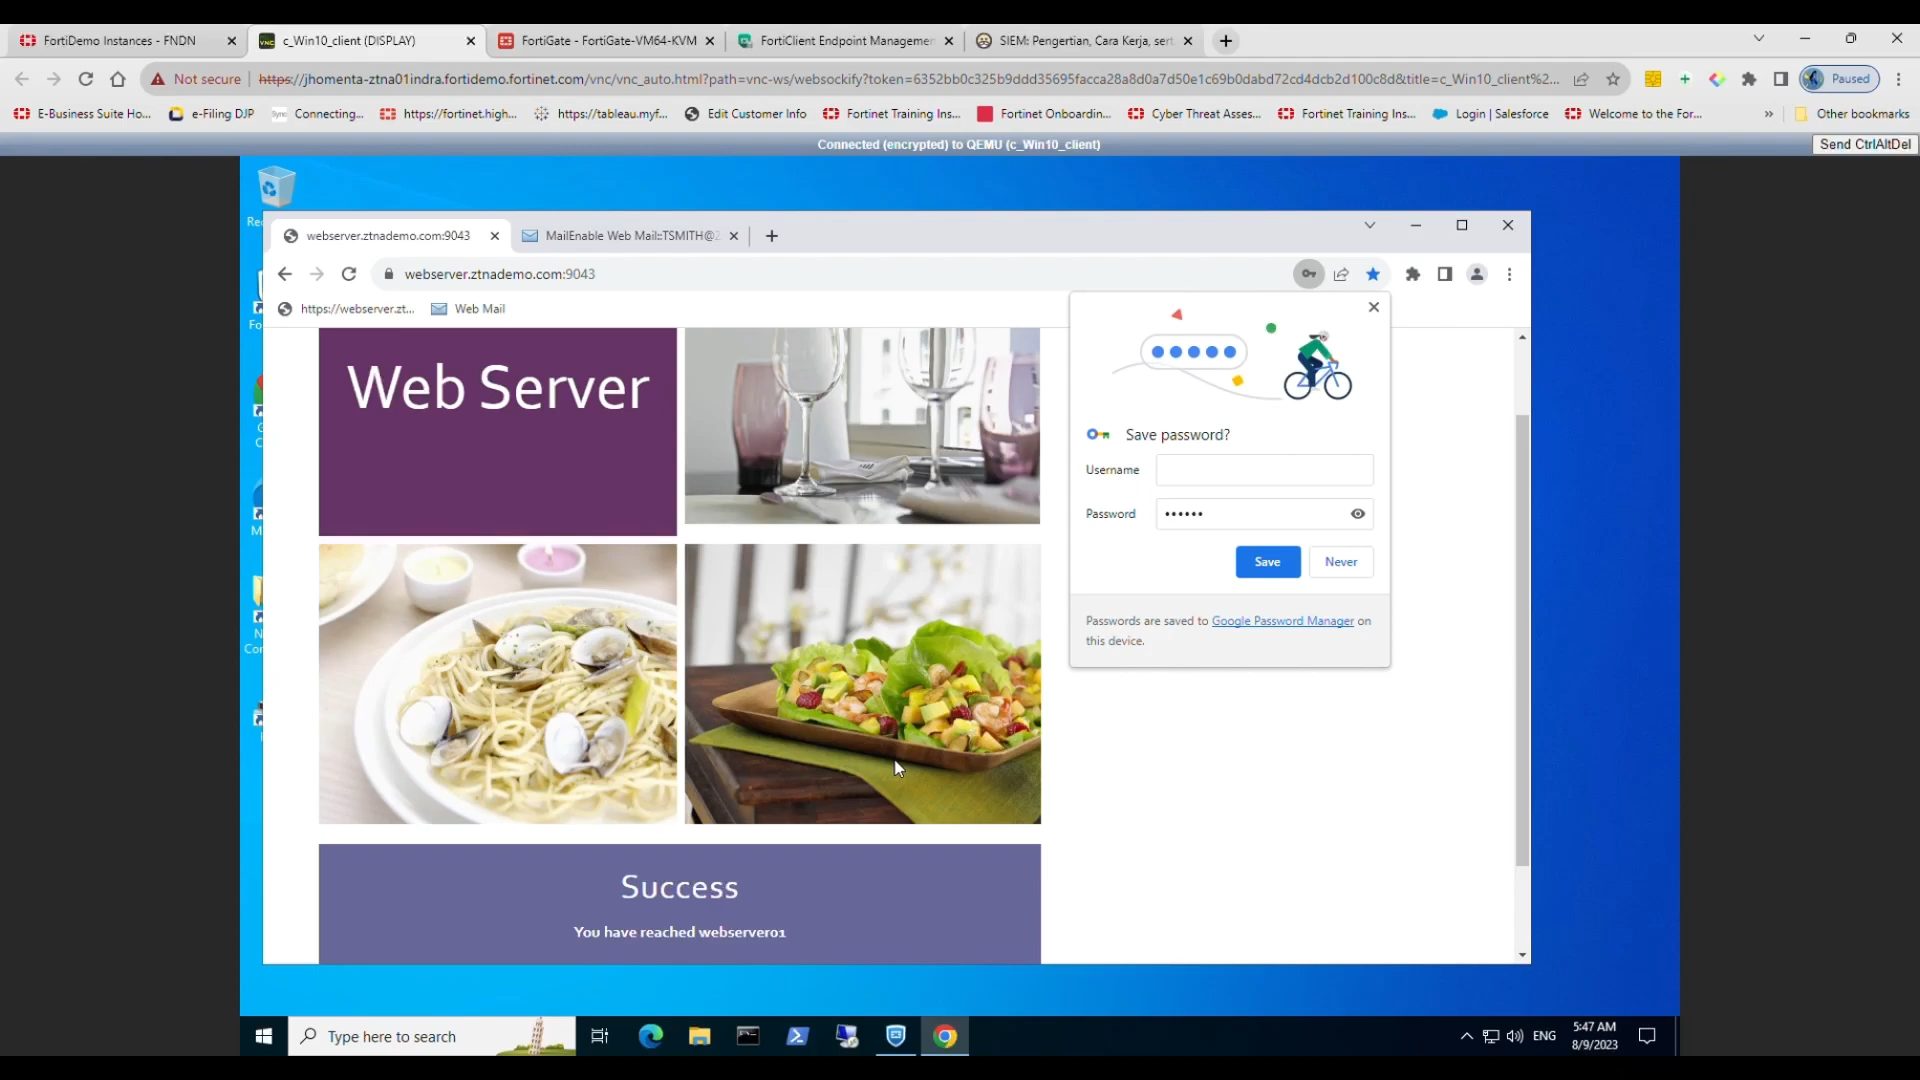 FortiDemo Instances - FNDN
c_Win10_client (DISPLAY)
FortiGate - FortiGate-VM64-KVM
FortiClient Endpoint Managemen
SIEM: Pengertian, Cara Kerja, sert
Not secure
https://jhomenta-ztna01indra.fortidemo.fortinet.com/vnc/vnc_auto.html?path=vnc-ws/websockify?token=6352bb0c325b9ddd35695facca28a8d0a7d50e1c69b0dabd72cd4dcb2d100c8d&title=c_Win10_client%2...
Paused
E-Business Suite Ho...
e-Filing DJP
Sync
Connecting...
https://fortinet.high...
https://tableau.myf...
Edit Customer Info
Fortinet Training Ins...
Fortinet Onboardin...
Cyber Threat Asses...
Fortinet Training Ins...
Login | Salesforce
Welcome to the For...
»
Other bookmarks
Connected (encrypted) to QEMU (c_Win10_client)
Send CtrlAltDel
webserver.ztnademo.com:9043
MailEnable Web Mail::TSMITH@Z
webserver.ztnademo.com:9043
https://webserver.zt...
Web Mail
Web Server
Save password?
Username
Password
••••••
Save
Never
Passwords are saved to Google Password Manager on
this device.
Success
You have reached webserver01
Type here to search
ENG
5:47 AM
8/9/2023